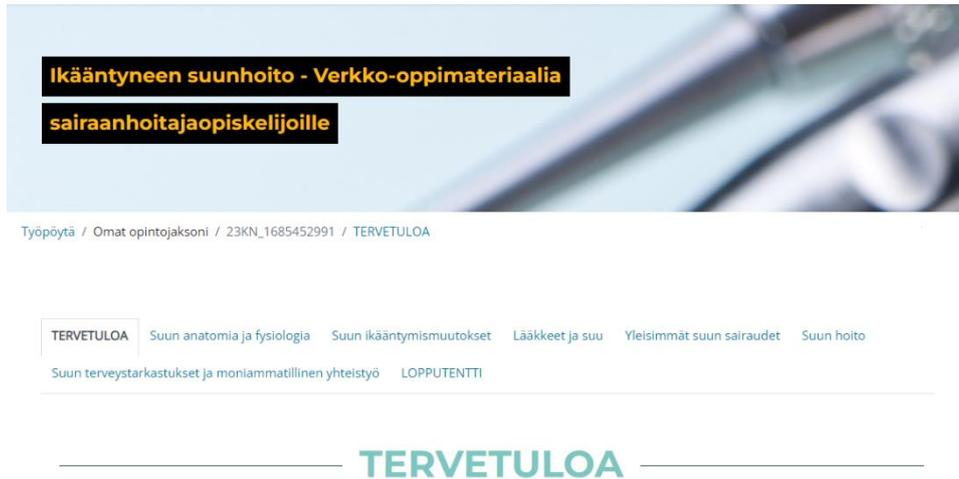 Ikääntyneen suunhoito - Verkko-oppimateriaalia
sairaanhoitajaopiskelijoille
Työpöytä / Omat opintojaksoni / 23KN_1685452991 / TERVETULOA
TERVETULOA Suun anatomia ja fysiologia Suun ikääntymismuutokset Lääkkeet ja suu Yleisimmät suun sairaudet Suun hoito
Suun terveystarkastukset ja moniammatillinen yhteistyö LOPPUTENTTI
TERVETULOA